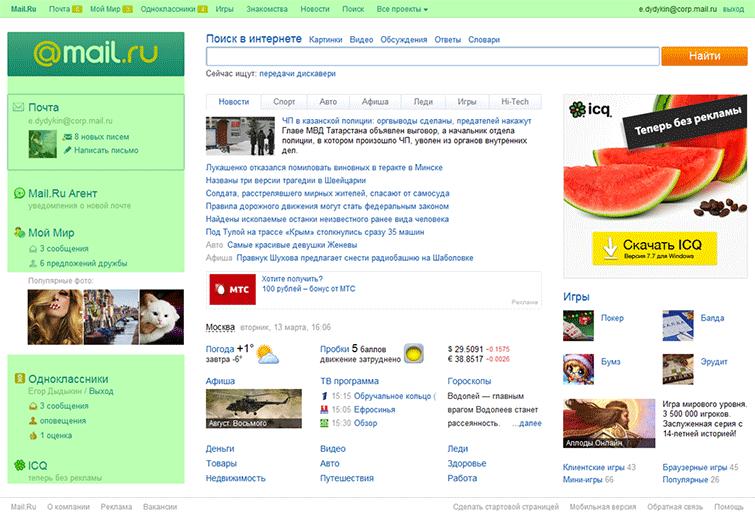 Mail.Ru Почта 8 Мой Мир 3 Одноклассники 4 Игры Знакомства Новости Поиск Все проекты
e.dydykin@corp.mail.ru выход
@mail.ru
Почта
e.dydykin@corp.mail.ru
8 новых писем
Написать письмо
Mail.Ru Агент
уведомления о новой почте
Мой Мир
3 сообщения
6 предложений дружбы
Популярные фото:
Одноклассники
Егор Дыдыкин / Выход
3 сообщения
оповещения
1 оценка
ICQ
теперь без рекламы
Поиск в интернете Картинки Видео Обсуждения Ответы Словари
Найти
Сейчас ищут: передачи дискавери
Новости Спорт Авто Афиша Леди Игры Hi-Tech
ЧП в казанской полиции: оргвыводы сделаны, предателей накажут
Главе МВД Татарстана объявлен выговор, а начальник отдела
полиции, в котором произошло ЧП, уволен из органов внутренних
дел.
Лукашенко отказался помиловать виновных в теракте в Минске
Названы три версии трагедии в Швейцарии
Солдата, расстрелявшего мирных жителей, спасают от самосуда
Правила дорожного движения могут стать федеральным законом
Найдены ископаемые останки неизвестного ранее вида человека
Под Тулой на трассе «Крым» столкнулись сразу 35 машин
Авто Самые красивые девушки Женевы
Афиша Правнук Шухова предлагает снести радиобашню на Шаболовке
МТС
Хотите получить?
100 рублей – бонус от МТС
Реклама
Москва вторник, 13 марта, 16:06
Погода +1°
завтра -6°
Пробки 5 баллов
движение затруднено
$ 29.5091 -0.1575
€ 38.8517 -0.0026
Афиша
Август. Восьмого
ТВ программа
15:15 Обручальное кольцо (
15:05 Ефросинья
15:30 Обзор
Гороскопы
Водолей — главным
врагом Водолеев станет
рассеянность. ...далее
Деньги Видео Леди
Товары Авто Здоровье
Недвижимость Путешествия Работа
icq
Теперь без рекламы
Скачать ICQ
Версия 7.7 для Windows
Игры
Покер Балда
Бумз Эрудит
Аллоды Онлайн
Игра мирового уровня.
3 500 000 игроков.
Заслуженная серия с
14-летней историей!
Клиентские игры 43 Браузерные игры 45
Мини-игры 66 Популярные 26
Mail.Ru О компании Реклама Вакансии
Сделать стартовой страницей Мобильная версия Обратная связь Помощь